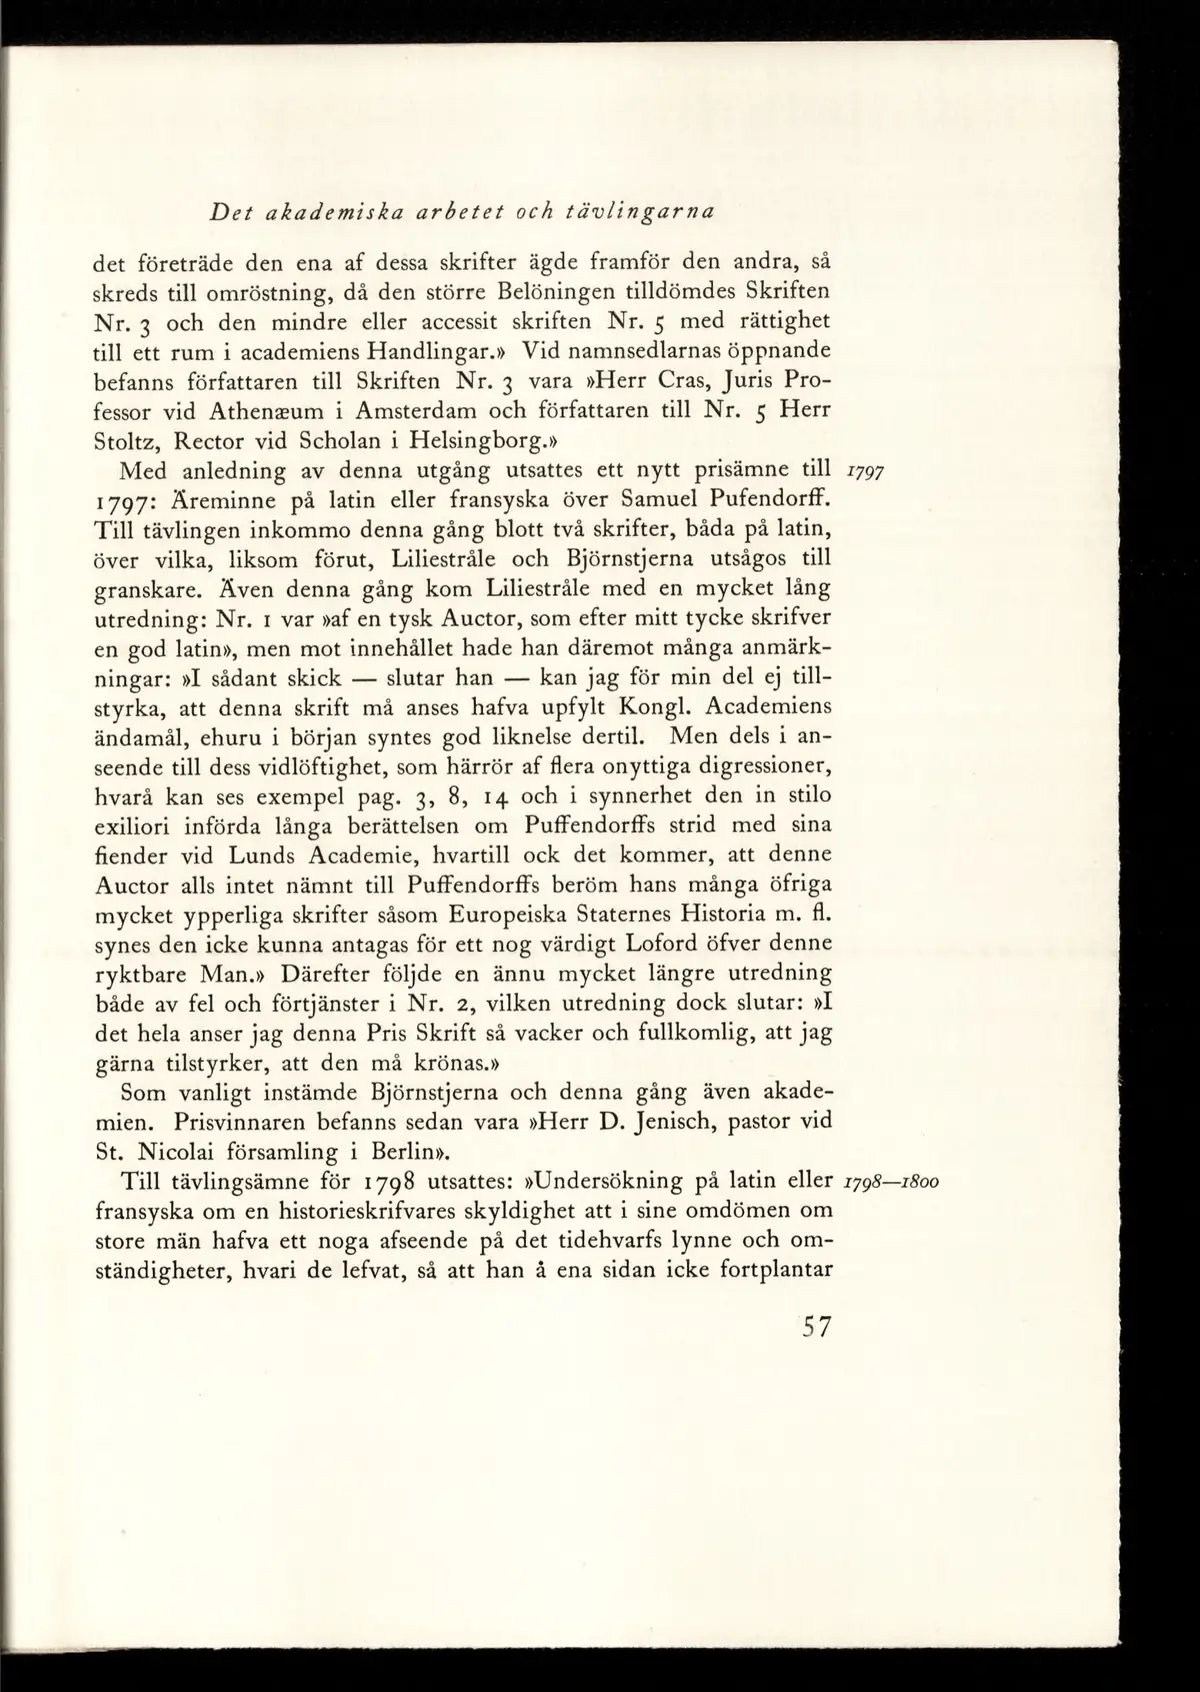 Det akademiska arbetet och tävlingarna
det företräde den ena af dessa skrifter ägde framför den andra, så
skreds till omröstning, då den större Belöningen tilldömdes Skriften
Nr. 3 och den mindre eller accessit skriften Nr. 5 med rättighet
till ett rum i academiens Handlingar.» Vid namnsedlarnas öppnande
befanns författaren till Skriften Nr. 3 vara »Herr Cras, Juris Pro-
fessor vid Athenæum i Amsterdam och författaren till Nr. 5 Herr
Stoltz, Rector vid Scholan i Helsingborg.»
Med anledning av denna utgång utsattes ett nytt prisämne till 1797
1797: Äreminne på latin eller fransyska över Samuel Pufendorff.
Till tävlingen inkommo denna gång blott två skrifter, båda på latin,
över vilka, liksom förut, Liliestråle och Björnstjerna utsågos till
granskare. Även denna gång kom Liliestråle med en mycket lång
utredning: Nr. 1 var »af en tysk Auctor, som efter mitt tycke skrifver
en god latin», men mot innehållet hade han däremot många anmärk-
ningar: »I sådant skick — slutar han — kan jag för min del ej till-
styrka, att denna skrift må anses hafva upfylt Kongl. Academiens
ändamål, ehuru i början syntes god liknelse dertil. Men dels i an-
seende till dess vidlöftighet, som härrör af flera onyttiga digressioner,
hvarå kan ses exempel pag. 3, 8, 14 och i synnerhet den in stilo
exiliori införda långa berättelsen om Puffendorffs strid med sina
fiender vid Lunds Academie, hvartill ock det kommer, att denne
Auctor alls intet nämnt till Puffendorffs beröm hans många öfriga
mycket ypperliga skrifter såsom Europeiska Staternes Historia m. fl.
synes den icke kunna antagas för ett nog värdigt Loford öfver denne
ryktbare Man.» Därefter följde en ännu mycket längre utredning
både av fel och förtjänster i Nr. 2, vilken utredning dock slutar: »I
det hela anser jag denna Pris Skrift så vacker och fullkomlig, att jag
gärna tilstyrker, att den må krönas.»
Som vanligt instämde Björnstjerna och denna gång även akade-
mien. Prisvinnaren befanns sedan vara »Herr D. Jenisch, pastor vid
St. Nicolai församling i Berlin».
Till tävlingsämne för 1798 utsattes: »Undersökning på latin eller 1798—1800
fransyska om en historieskrifvares skyldighet att i sine omdömen om
store män hafva ett noga afseende på det tidehvarfs lynne och om-
ständigheter, hvari de lefvat, så att han å ena sidan icke fortplantar
57